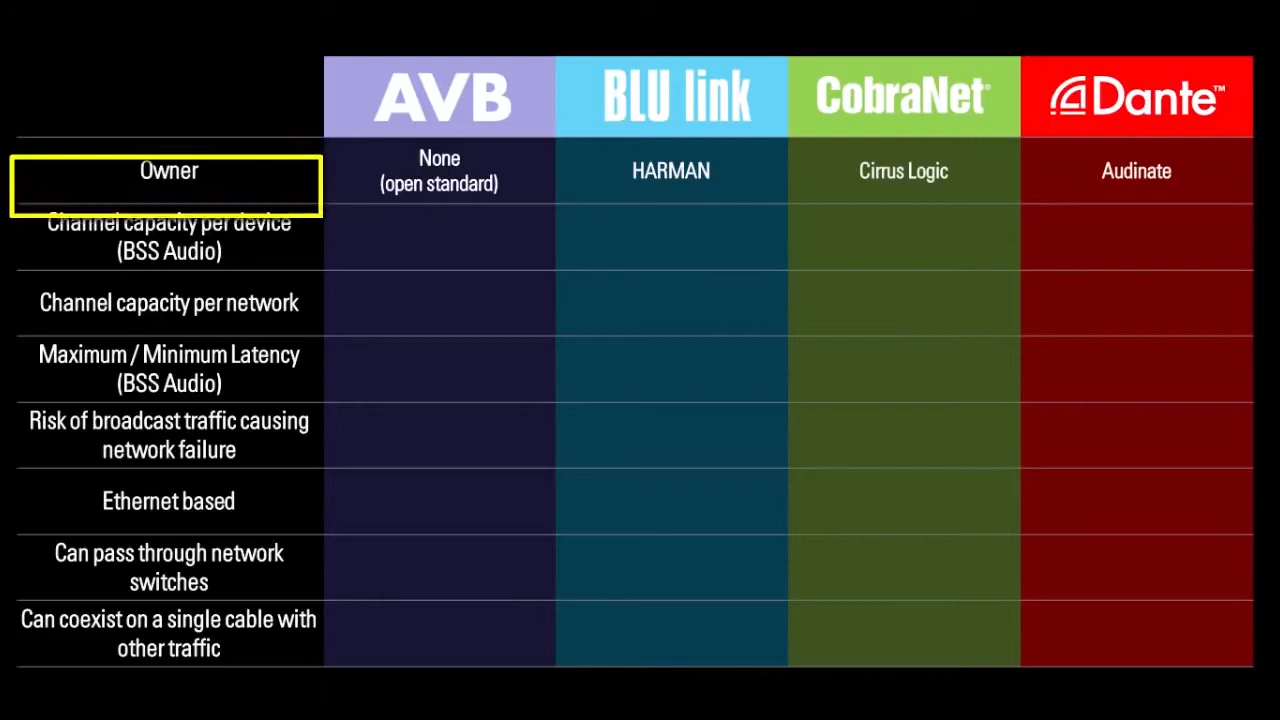 AVB
BLU link
CobraNet®
Dante™
Owner
None
(open standard)
HARMAN
Cirrus Logic
Audinate
Channel capacity per device
(BSS Audio)
Channel capacity per network
Maximum / Minimum Latency
(BSS Audio)
Risk of broadcast traffic causing
network failure
Ethernet based
Can pass through network
switches
Can coexist on a single cable with
other traffic